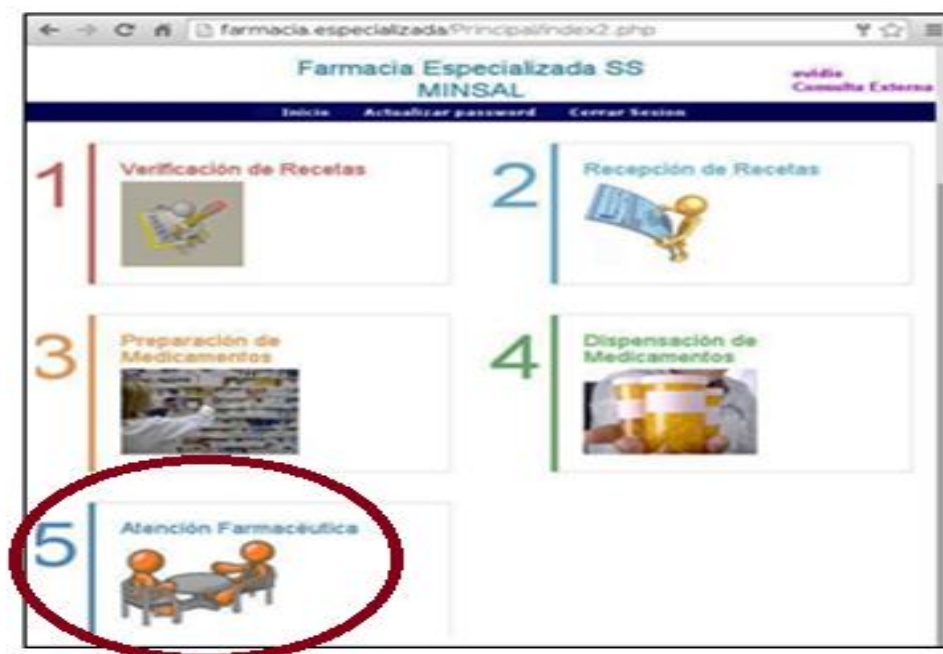 farmacia.especializada/Principal/index2.php
Farmacia Especializada SS
MINSAL
ovidio
Consulta Externa
Inicio Actualizar password Cerrar Sesion
1
Verificación de Recetas
2
Recepción de Recetas
3
Preparación de
Medicamentos
4
Dispensación de
Medicamentos
5
Atención Farmacéutica